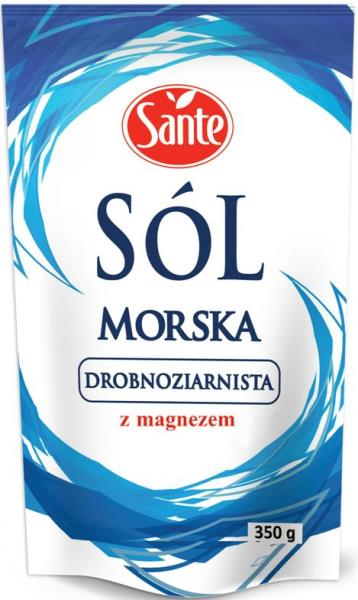 Sante
SÓL
MORSKA
DROBNOZIARNISTA
z magnezem
350 g